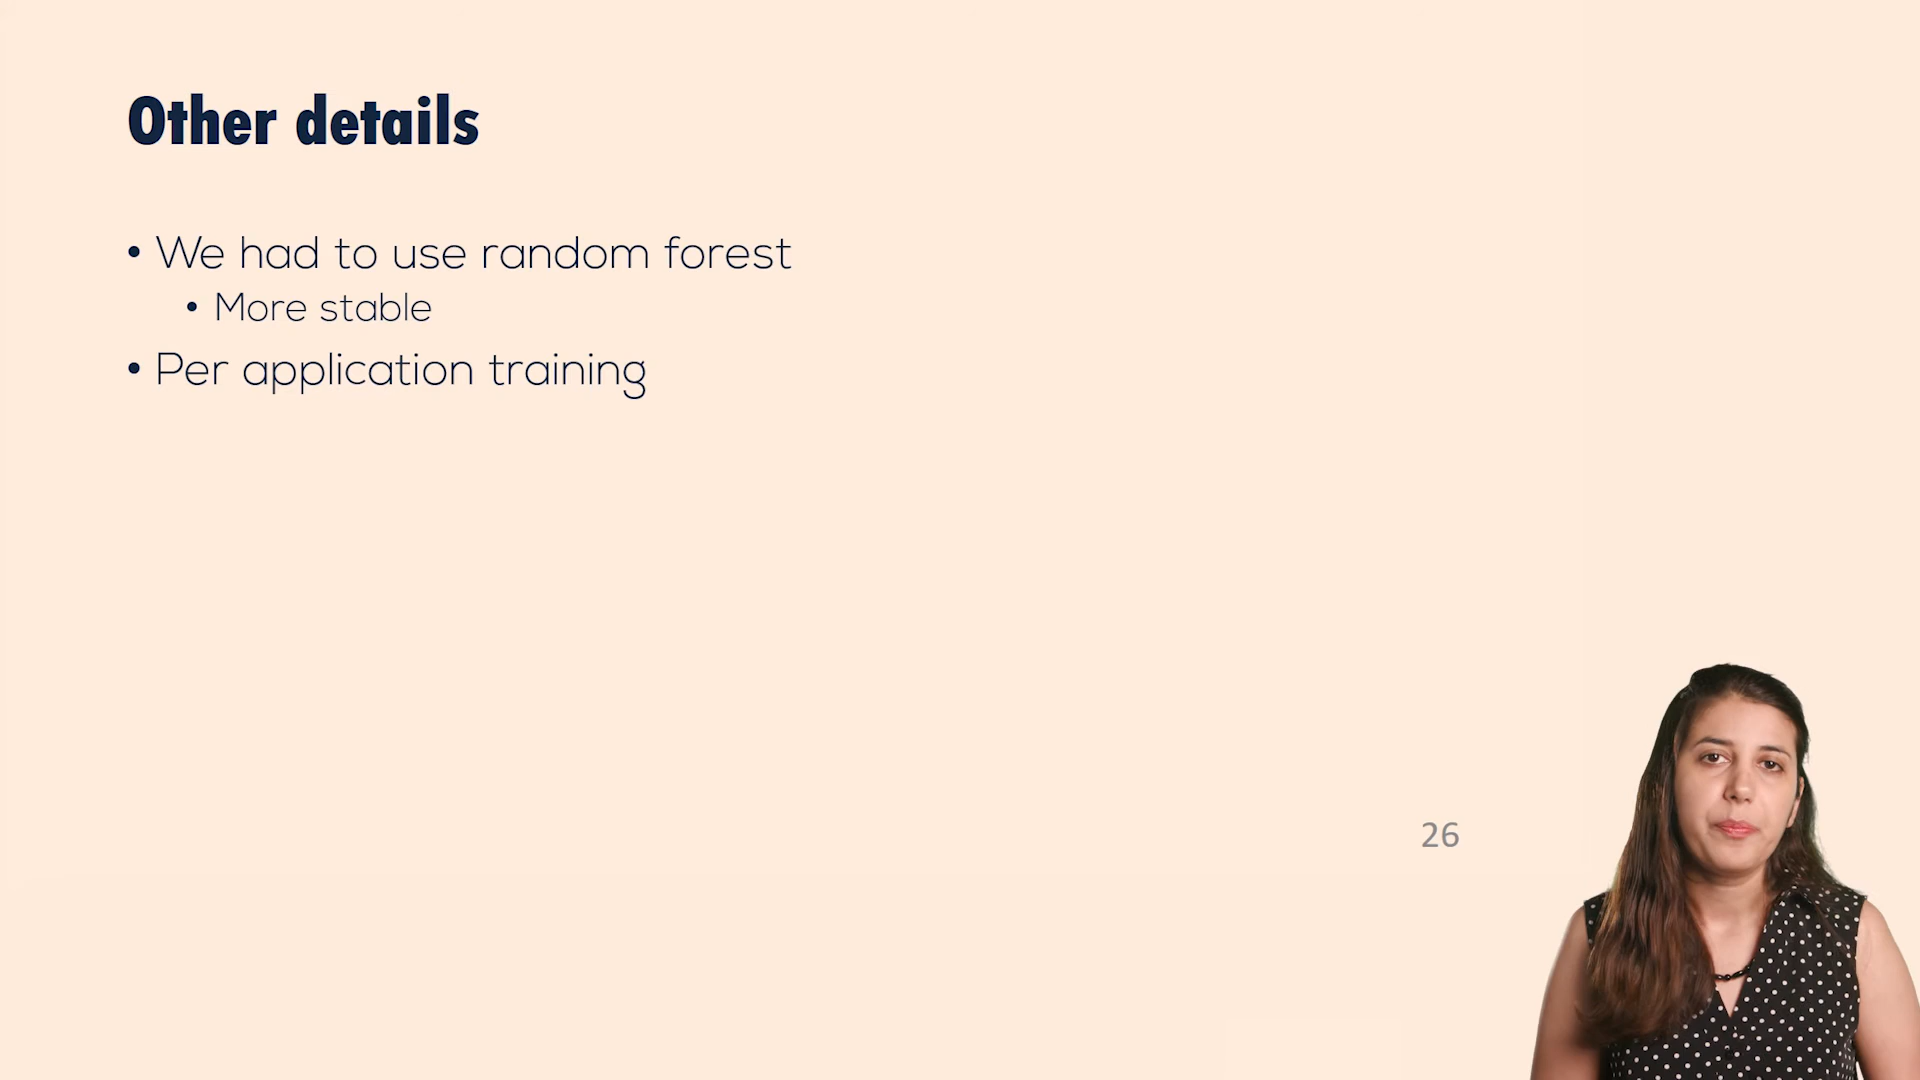 Other details
• We had to use random forest
• More stable
• Per application training
26